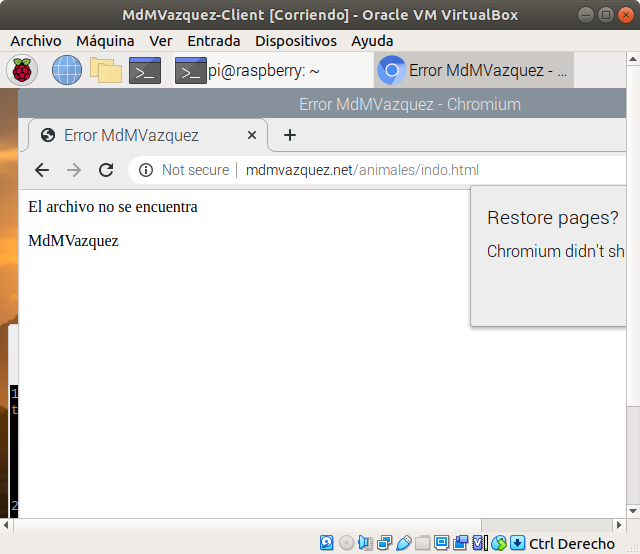 MdMVazquez-Client [Corriendo] - Oracle VM VirtualBox
Archivo Máquina Ver Entrada Dispositivos Ayuda
pi@raspberry: ~ Error MdMVazquez - ...
Error MdMVazquez - Chromium
Error MdMVazquez
Not secure | mdmvazquez.net/animales/indo.html
El archivo no se encuentra
Restore pages?
MdMVazquez
Chromium didn't sh
1
t
2
Ctrl Derecho